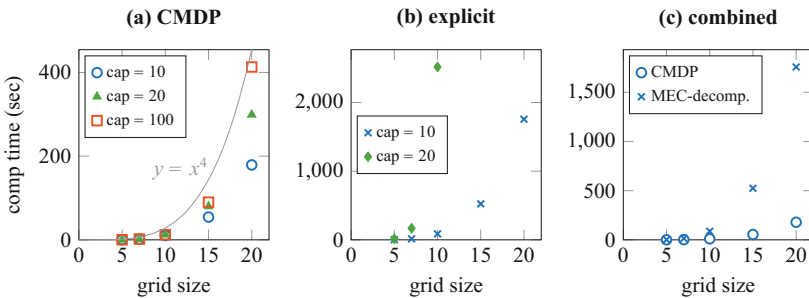 (a) CMDP
(b) explicit
(c) combined
comp time (sec)
400
200
0
cap = 10
cap = 20
cap = 100
y = x^4
0 5 10 15 20
grid size
2,000
1,000
0
cap = 10
cap = 20
0 5 10 15 20
grid size
1,500
1,000
500
0
CMDP
MEC-decomp.
0 5 10 15 20
grid size